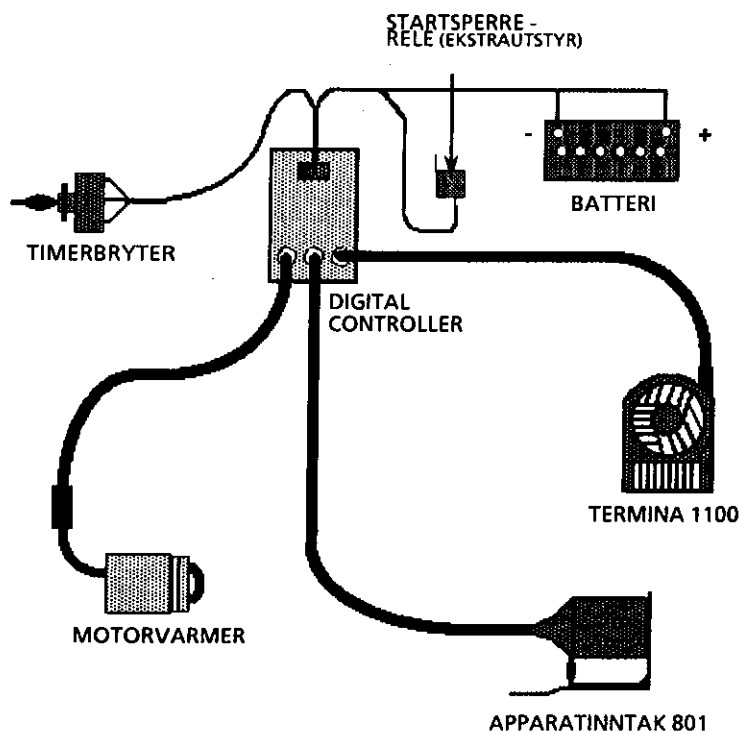 STARTSPERRE -
RELE (EKSTRAUTSTYR)
- +
BATTERI
TIMERBRYTER
DIGITAL
CONTROLLER
TERMINA 1100
MOTORVARMER
APPARATINNTAK 801